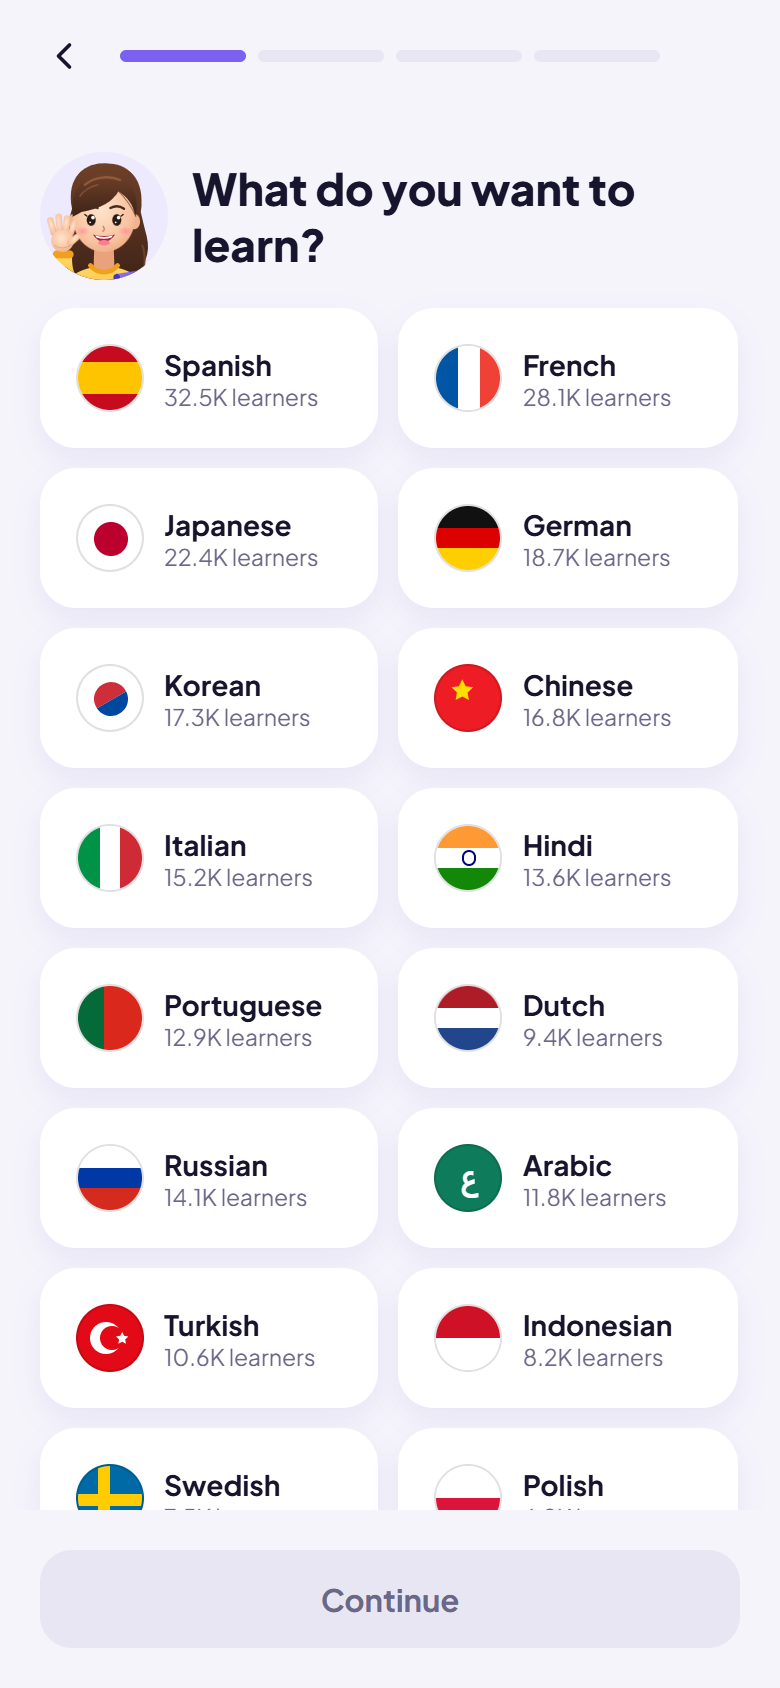 What do you want to
learn?
Spanish
32.5K learners
French
28.1K learners
Japanese
22.4K learners
German
18.7K learners
Korean
17.3K learners
Chinese
16.8K learners
Italian
15.2K learners
Hindi
13.6K learners
Portuguese
12.9K learners
Dutch
9.4K learners
Russian
14.1K learners
ع
Arabic
11.8K learners
Turkish
10.6K learners
Indonesian
8.2K learners
Swedish
Polish
Continue